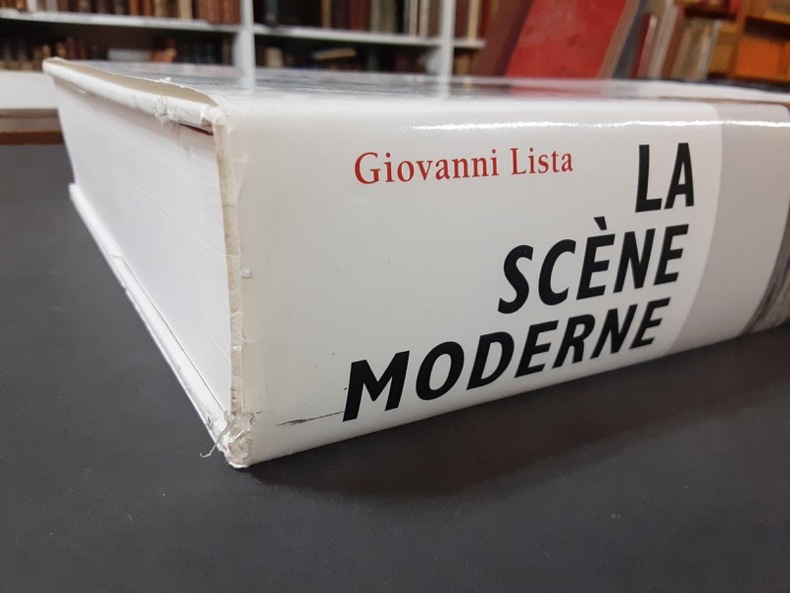 Giovanni Lista
LA
SCÈNE
MODERNE